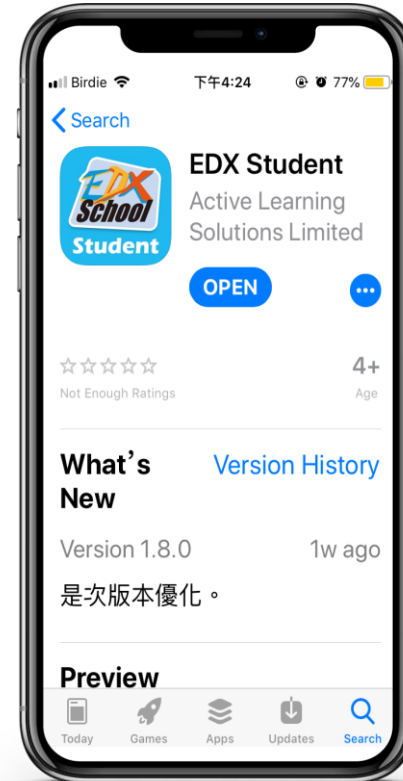 Birdie 下午4:24 77%
Search
EDX
School
Student
EDX Student
Active Learning
Solutions Limited
OPEN
Not Enough Ratings
4+
Age
What's
New
Version History
Version 1.8.0 1w ago
是次版本優化。
Preview
Today Games Apps Updates Search